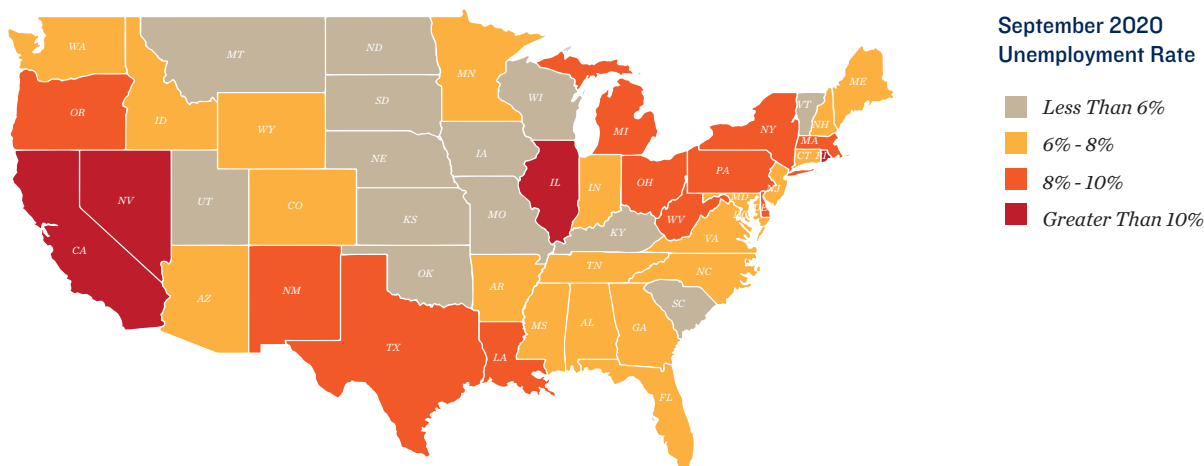 September 2020
Unemployment Rate
Less Than 6%
6% - 8%
8% - 10%
Greater Than 10%
WA
MT
ND
MN
ME
OR
ID
SD
WI
VT
NH
WY
MI
NY
MA
CT
RI
NE
IA
PA
NJ
NV
UT
CO
IL
IN
OH
MD
DE
CA
KS
MO
WV
KY
VA
AZ
NM
OK
AR
TN
NC
SC
TX
LA
MS
AL
GA
FL